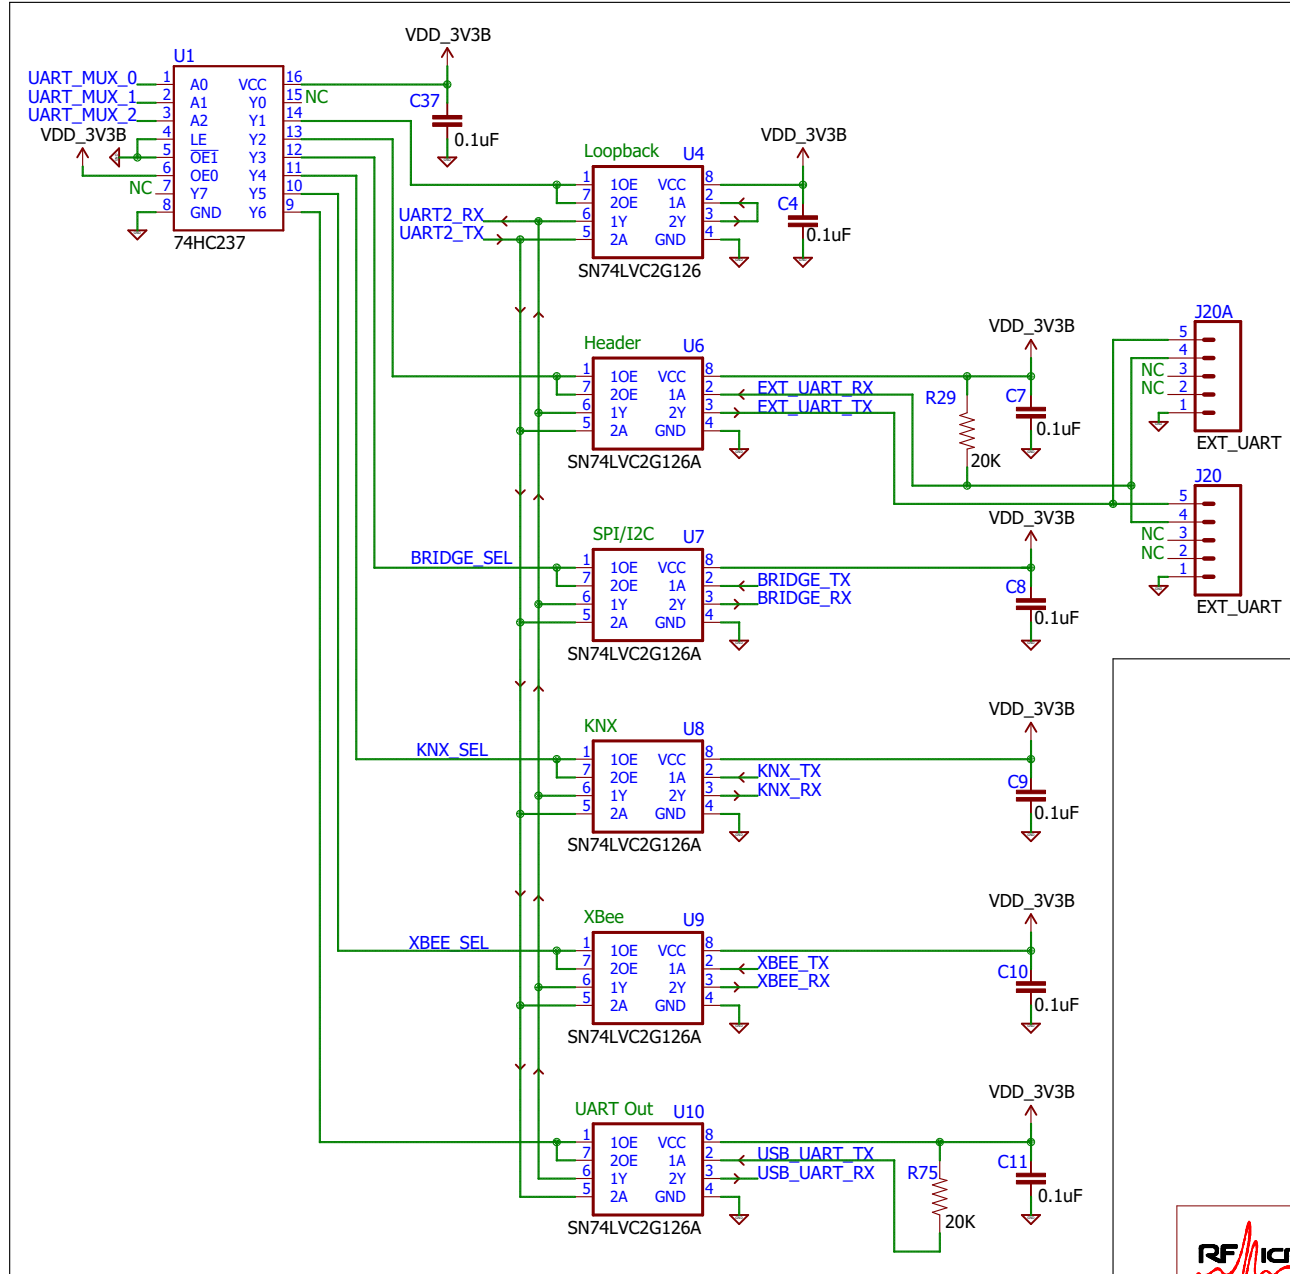 VDD_3V3B
U1
UART_MUX_0 1 A0 VCC 16
UART_MUX_1 2 A1 Y0 15 NC
UART_MUX_2 3 A2 Y1 14
VDD_3V3B 4 LE Y2 13
5 OE1 Y3 12
6 OE0 Y4 11
NC 7 Y7 Y5 10
8 GND Y6 9
74HC237
C37
0.1uF
VDD_3V3B
Loopback U4
1 1OE VCC 8
7 2OE 1A 2
UART2_RX 6 1Y 2Y 3
UART2_TX 5 2A GND 4
SN74LVC2G126
C4
0.1uF
VDD_3V3B
Header U6
1 1OE VCC 8
7 2OE 1A 2 EXT_UART_RX
6 1Y 2Y 3 EXT_UART_TX
5 2A GND 4
SN74LVC2G126A
R29
20K
C7
0.1uF
J20A
5
4
NC 3
NC 2
1
EXT_UART
J20
5
4
NC 3
NC 2
1
EXT_UART
VDD_3V3B
SPI/I2C U7
BRIDGE_SEL 1 1OE VCC 8
7 2OE 1A 2 BRIDGE_TX
6 1Y 2Y 3 BRIDGE_RX
5 2A GND 4
SN74LVC2G126A
C8
0.1uF
VDD_3V3B
KNX U8
KNX_SEL 1 1OE VCC 8
7 2OE 1A 2 KNX_TX
6 1Y 2Y 3 KNX_RX
5 2A GND 4
SN74LVC2G126A
C9
0.1uF
VDD_3V3B
XBee U9
XBEE_SEL 1 1OE VCC 8
7 2OE 1A 2 XBEE_TX
6 1Y 2Y 3 XBEE_RX
5 2A GND 4
SN74LVC2G126A
C10
0.1uF
VDD_3V3B
UART Out U10
1 1OE VCC 8
7 2OE 1A 2 USB_UART_TX
6 1Y 2Y 3 USB_UART_RX
5 2A GND 4
SN74LVC2G126A
R75
20K
C11
0.1uF
RF